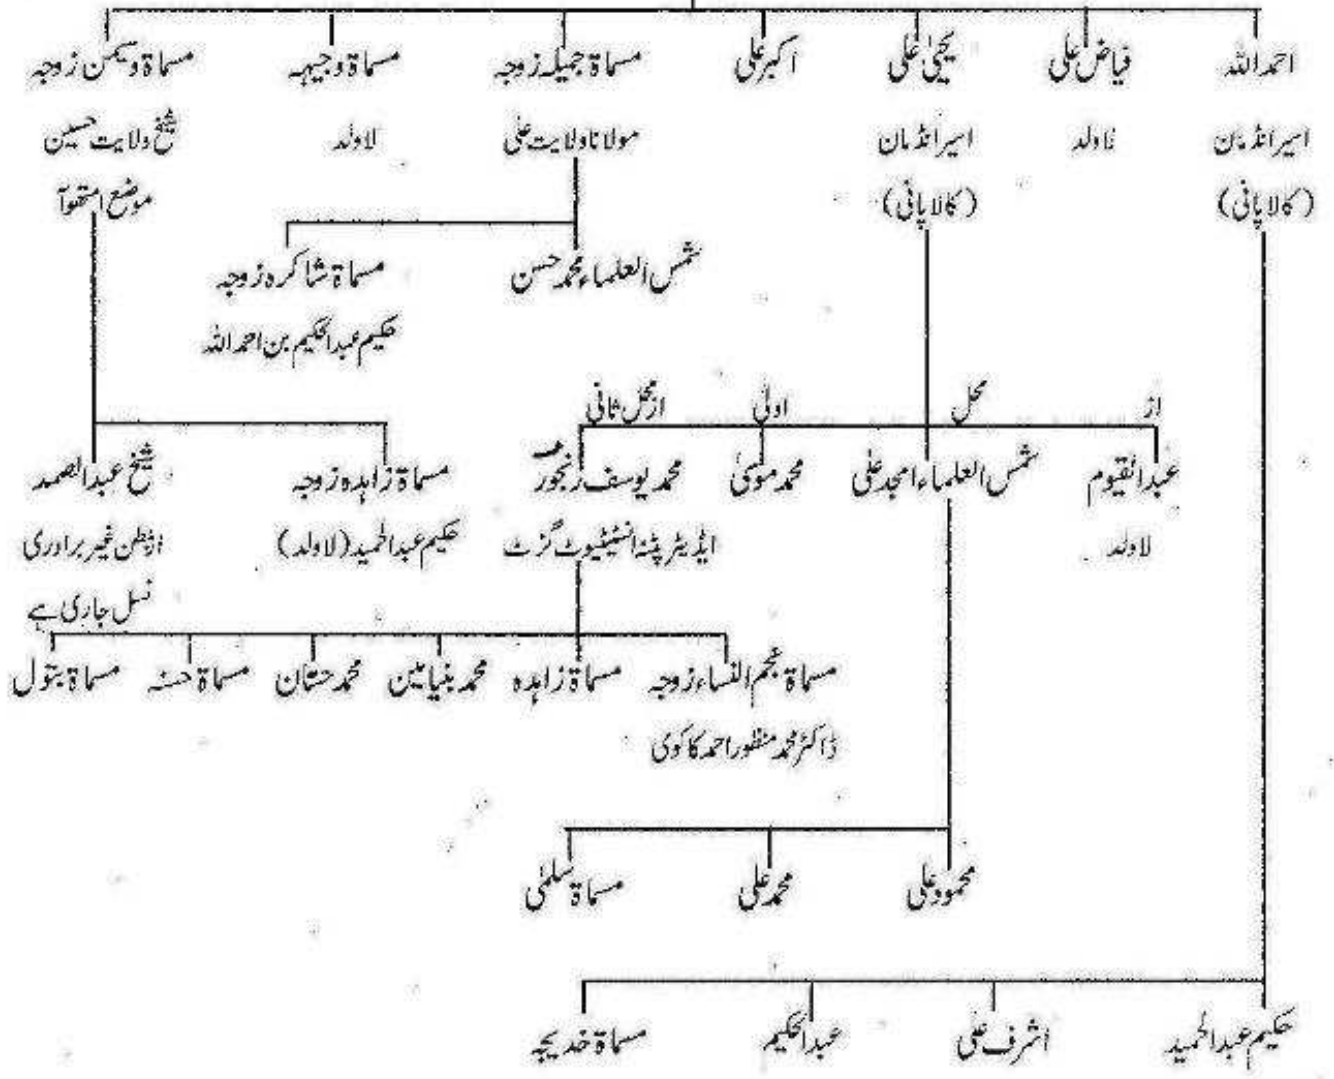 احمد اللہ	فیاض علی	یحییٰ علی	اکبر علی	مسماۃ جمیلہ زوجہ	مسماۃ وجیہہ	مسماۃ وسیمن زوجہ
اسیر انڈمان	لاولد	اسیر انڈمان	مولانا ولایت علی	لاولد	شیخ ولایت حسین
(کالا پانی)	(کالا پانی)	موضع استھوآ
شمس العلماء محمد حسن	مسماۃ شاکرہ زوجہ
حکیم عبدالحکیم بن احمد اللہ
از	محل	اولیٰ	از محل ثانی
عبدالقیوم	شمس العلماء امجد علی	محمد موسیٰ	محمد یوسف رنجور	مسماۃ زاہدہ زوجہ	شیخ عبدالصمد
لاولد	ایڈیٹر پٹنہ انسٹیٹیوٹ گزٹ	حکیم عبدالحمید (لاولد)	از بطن غیر برادری
نسل جاری ہے
مسماۃ نجم النساء زوجہ	مسماۃ زاہدہ	محمد بنیامین	محمد حسّان	مسماۃ حسنہ	مسماۃ بتول
ڈاکٹر محمد منظور احمد کاکوی
محمود علی	محمد علی	مسماۃ سلمٰی
حکیم عبدالحمید	اشرف علی	عبدالحکیم	مسماۃ خدیجہ